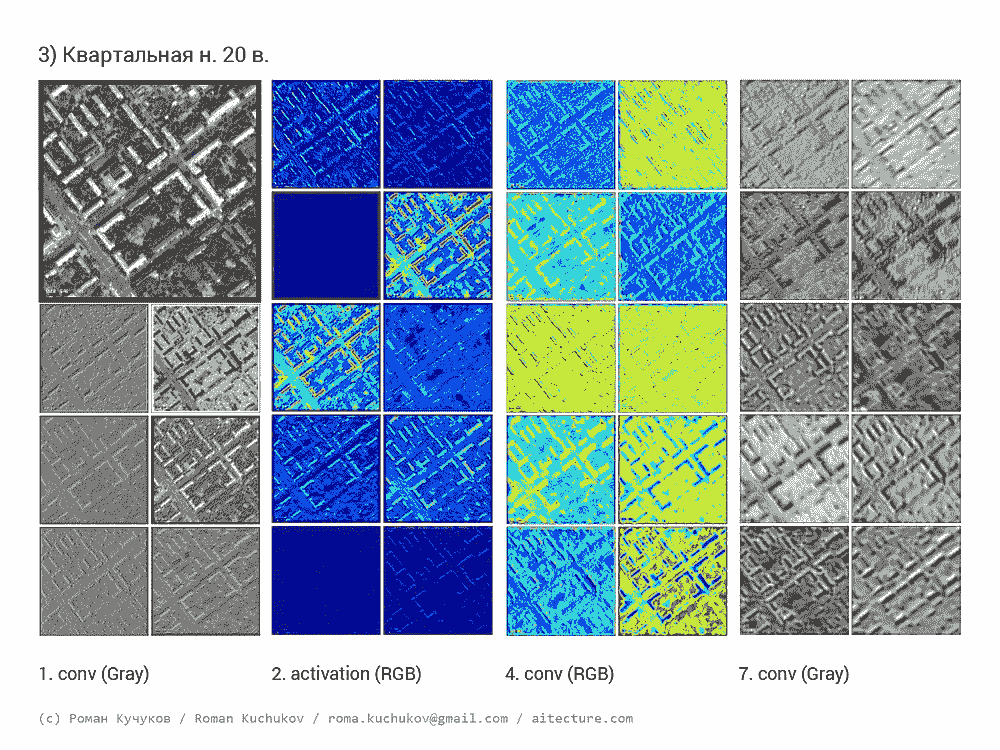 3) Квартальная н. 20 в.
1. conv (Gray)
2. activation (RGB)
4. conv (RGB)
7. conv (Gray)
(c) Роман Кучуков / Roman Kuchukov / roma.kuchukov@gmail.com / aitecture.com